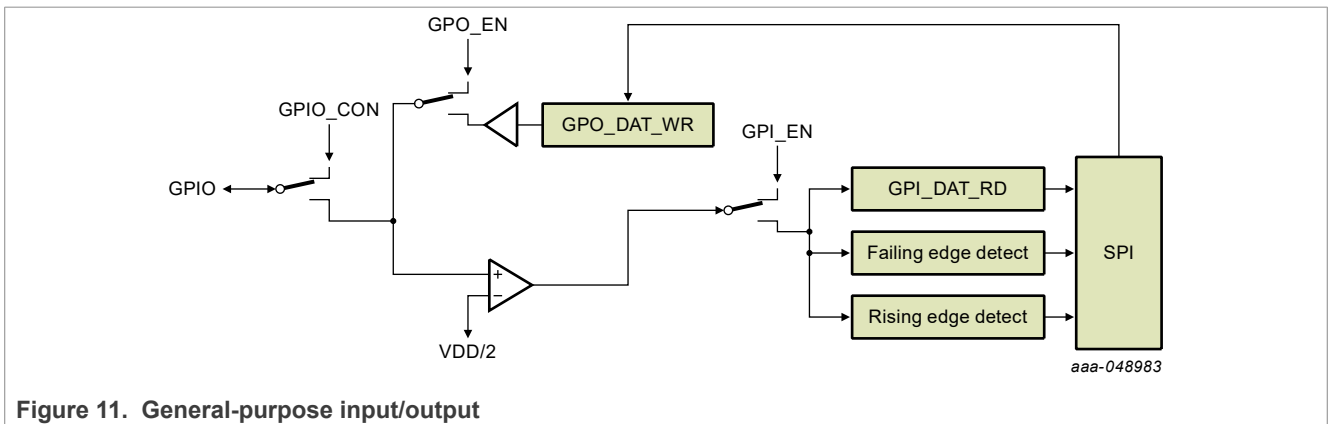 GPO_EN
GPIO_CON
GPO_DAT_WR
GPI_EN
GPIO
GPI_DAT_RD
Failing edge detect
SPI
+
−
Rising edge detect
VDD/2
aaa-048983
Figure 11. General-purpose input/output